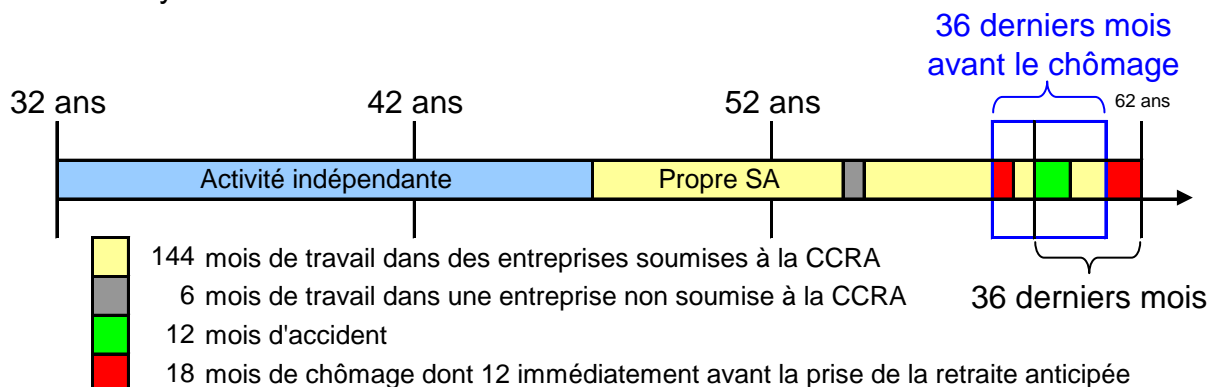 36 derniers mois
avant le chômage
32 ans
42 ans
52 ans
62 ans
Activité indépendante
Propre SA
144 mois de travail dans des entreprises soumises à la CCRA
6 mois de travail dans une entreprise non soumise à la CCRA
36 derniers mois
12 mois d'accident
18 mois de chômage dont 12 immédiatement avant la prise de la retraite anticipée